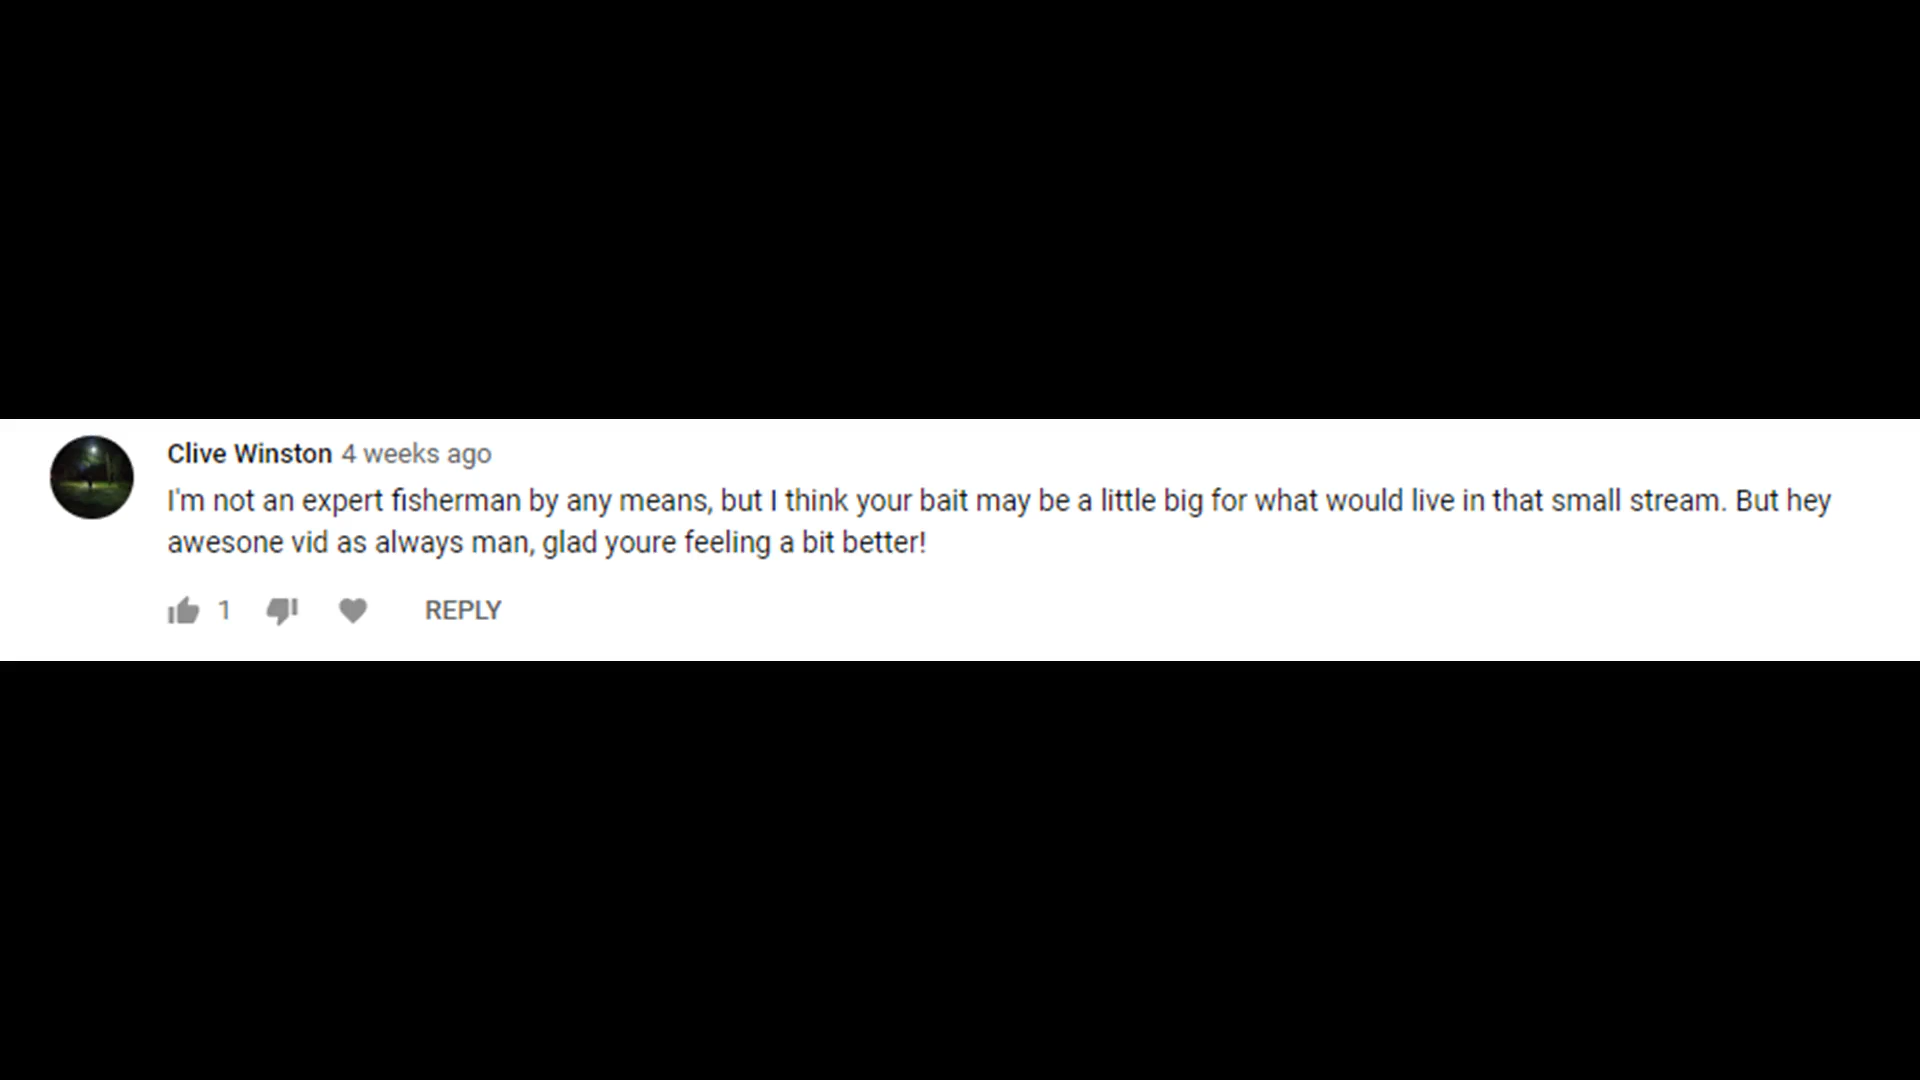 Clive Winston 4 weeks ago
I'm not an expert fisherman by any means, but I think your bait may be a little big for what would live in that small stream. But hey
awesone vid as always man, glad youre feeling a bit better!
1 REPLY